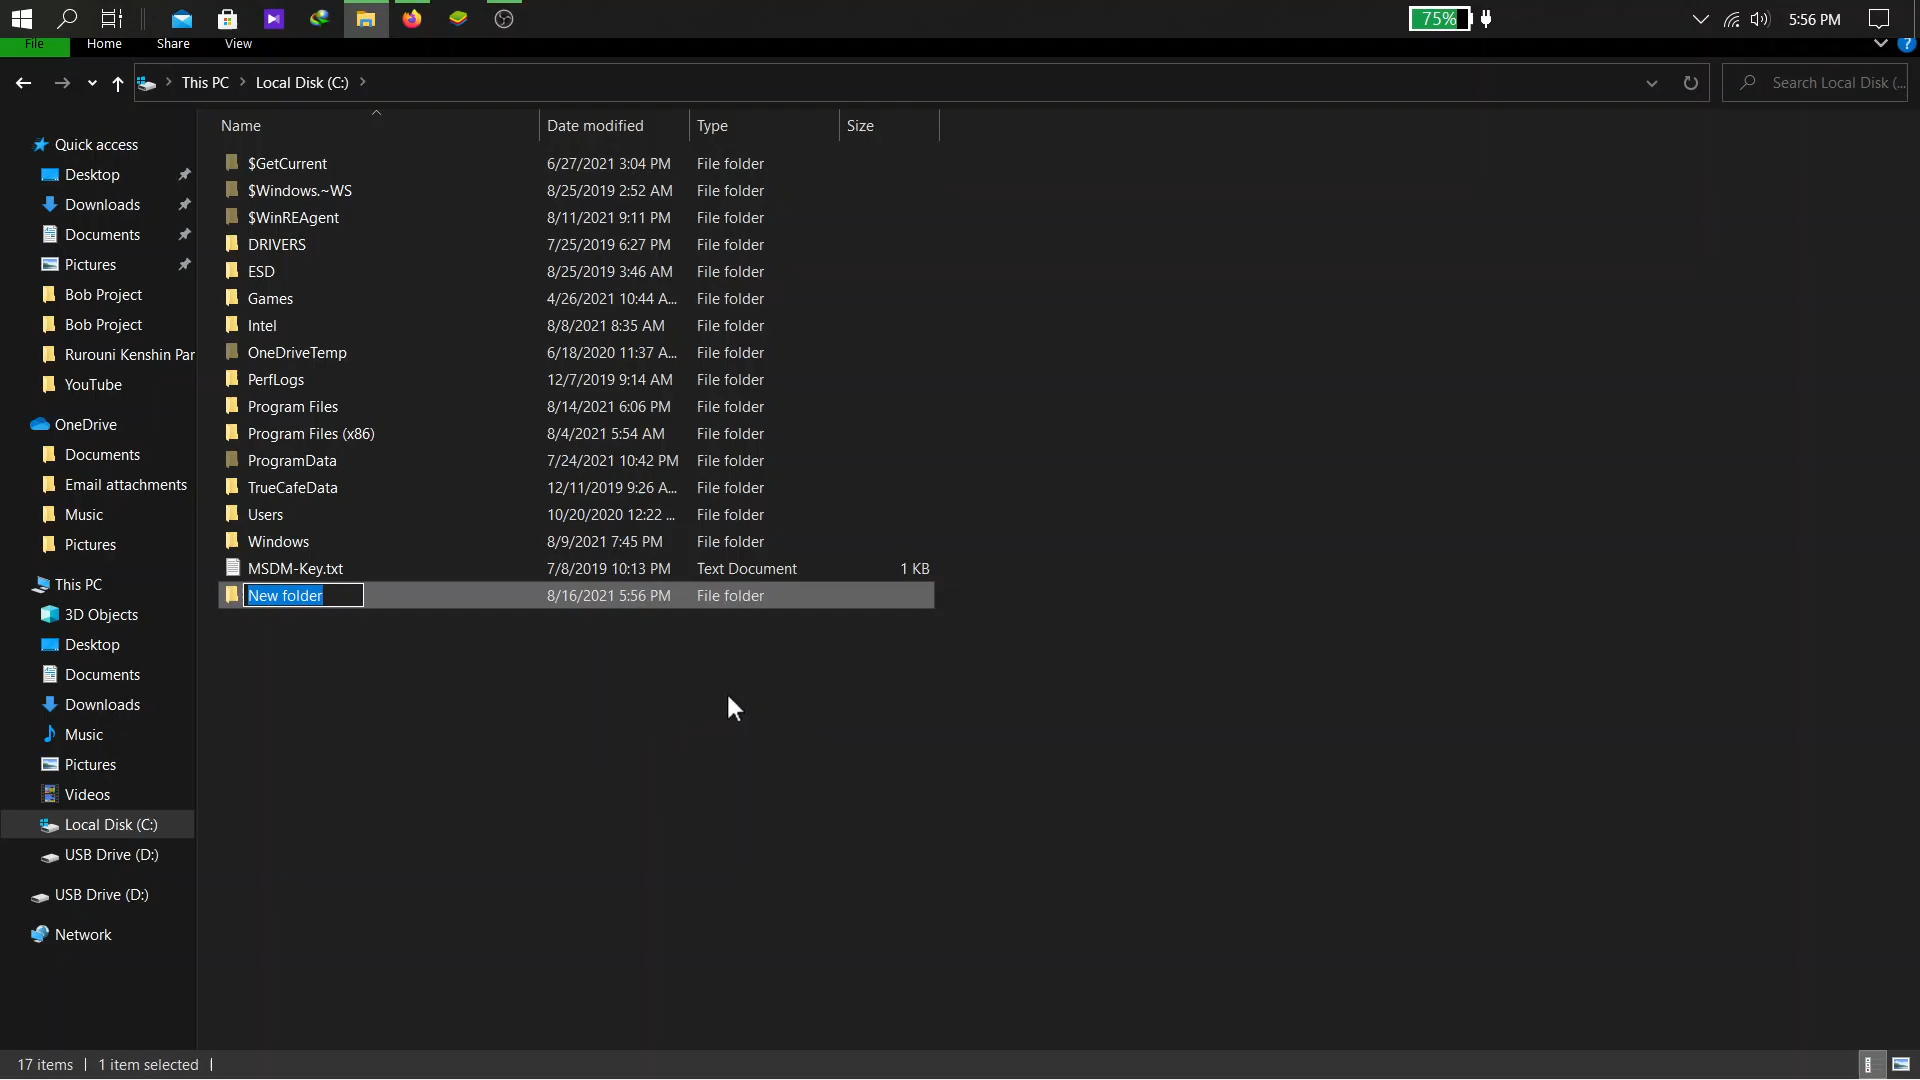 75%
5:56 PM
File Home Share View
?
This PC Local Disk (C:)
Search Local Disk (...
Name Date modified Type Size
Quick access
Desktop
Downloads
Documents
Pictures
Bob Project
Bob Project
Rurouni Kenshin Par
YouTube
OneDrive
Documents
Email attachments
Music
Pictures
This PC
3D Objects
Desktop
Documents
Downloads
Music
Pictures
Videos
Local Disk (C:)
USB Drive (D:)
USB Drive (D:)
Network
$GetCurrent 6/27/2021 3:04 PM File folder
$Windows.~WS 8/25/2019 2:52 AM File folder
$WinREAgent 8/11/2021 9:11 PM File folder
DRIVERS 7/25/2019 6:27 PM File folder
ESD 8/25/2019 3:46 AM File folder
Games 4/26/2021 10:44 A... File folder
Intel 8/8/2021 8:35 AM File folder
OneDriveTemp 6/18/2020 11:37 A... File folder
PerfLogs 12/7/2019 9:14 AM File folder
Program Files 8/14/2021 6:06 PM File folder
Program Files (x86) 8/4/2021 5:54 AM File folder
ProgramData 7/24/2021 10:42 PM File folder
TrueCafeData 12/11/2019 9:26 A... File folder
Users 10/20/2020 12:22 ... File folder
Windows 8/9/2021 7:45 PM File folder
MSDM-Key.txt 7/8/2019 10:13 PM Text Document 1 KB
New folder 8/16/2021 5:56 PM File folder
17 items 1 item selected